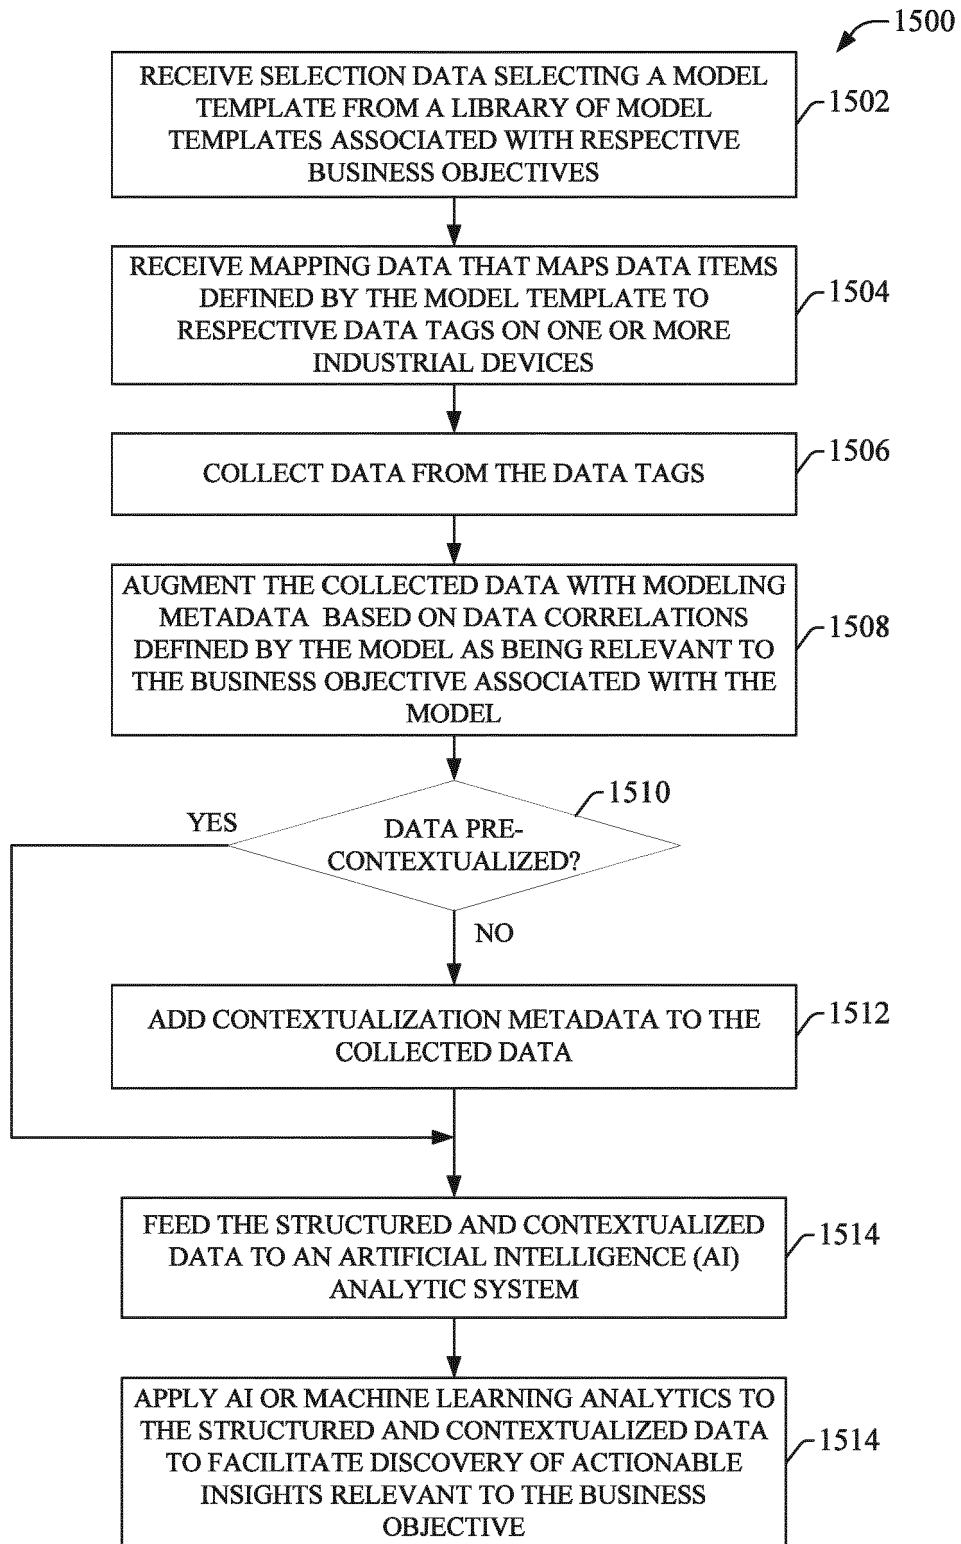 1500
RECEIVE SELECTION DATA SELECTING A MODEL
TEMPLATE FROM A LIBRARY OF MODEL
TEMPLATES ASSOCIATED WITH RESPECTIVE
BUSINESS OBJECTIVES
1502
RECEIVE MAPPING DATA THAT MAPS DATA ITEMS
DEFINED BY THE MODEL TEMPLATE TO
RESPECTIVE DATA TAGS ON ONE OR MORE
INDUSTRIAL DEVICES
1504
COLLECT DATA FROM THE DATA TAGS
1506
AUGMENT THE COLLECTED DATA WITH MODELING
METADATA BASED ON DATA CORRELATIONS
DEFINED BY THE MODEL AS BEING RELEVANT TO
THE BUSINESS OBJECTIVE ASSOCIATED WITH THE
MODEL
1508
1510
YES
DATA PRE-
CONTEXTUALIZED?
NO
ADD CONTEXTUALIZATION METADATA TO THE
COLLECTED DATA
1512
FEED THE STRUCTURED AND CONTEXTUALIZED
DATA TO AN ARTIFICIAL INTELLIGENCE (AI)
ANALYTIC SYSTEM
1514
APPLY AI OR MACHINE LEARNING ANALYTICS TO
THE STRUCTURED AND CONTEXTUALIZED DATA
TO FACILITATE DISCOVERY OF ACTIONABLE
INSIGHTS RELEVANT TO THE BUSINESS
OBJECTIVE
1514